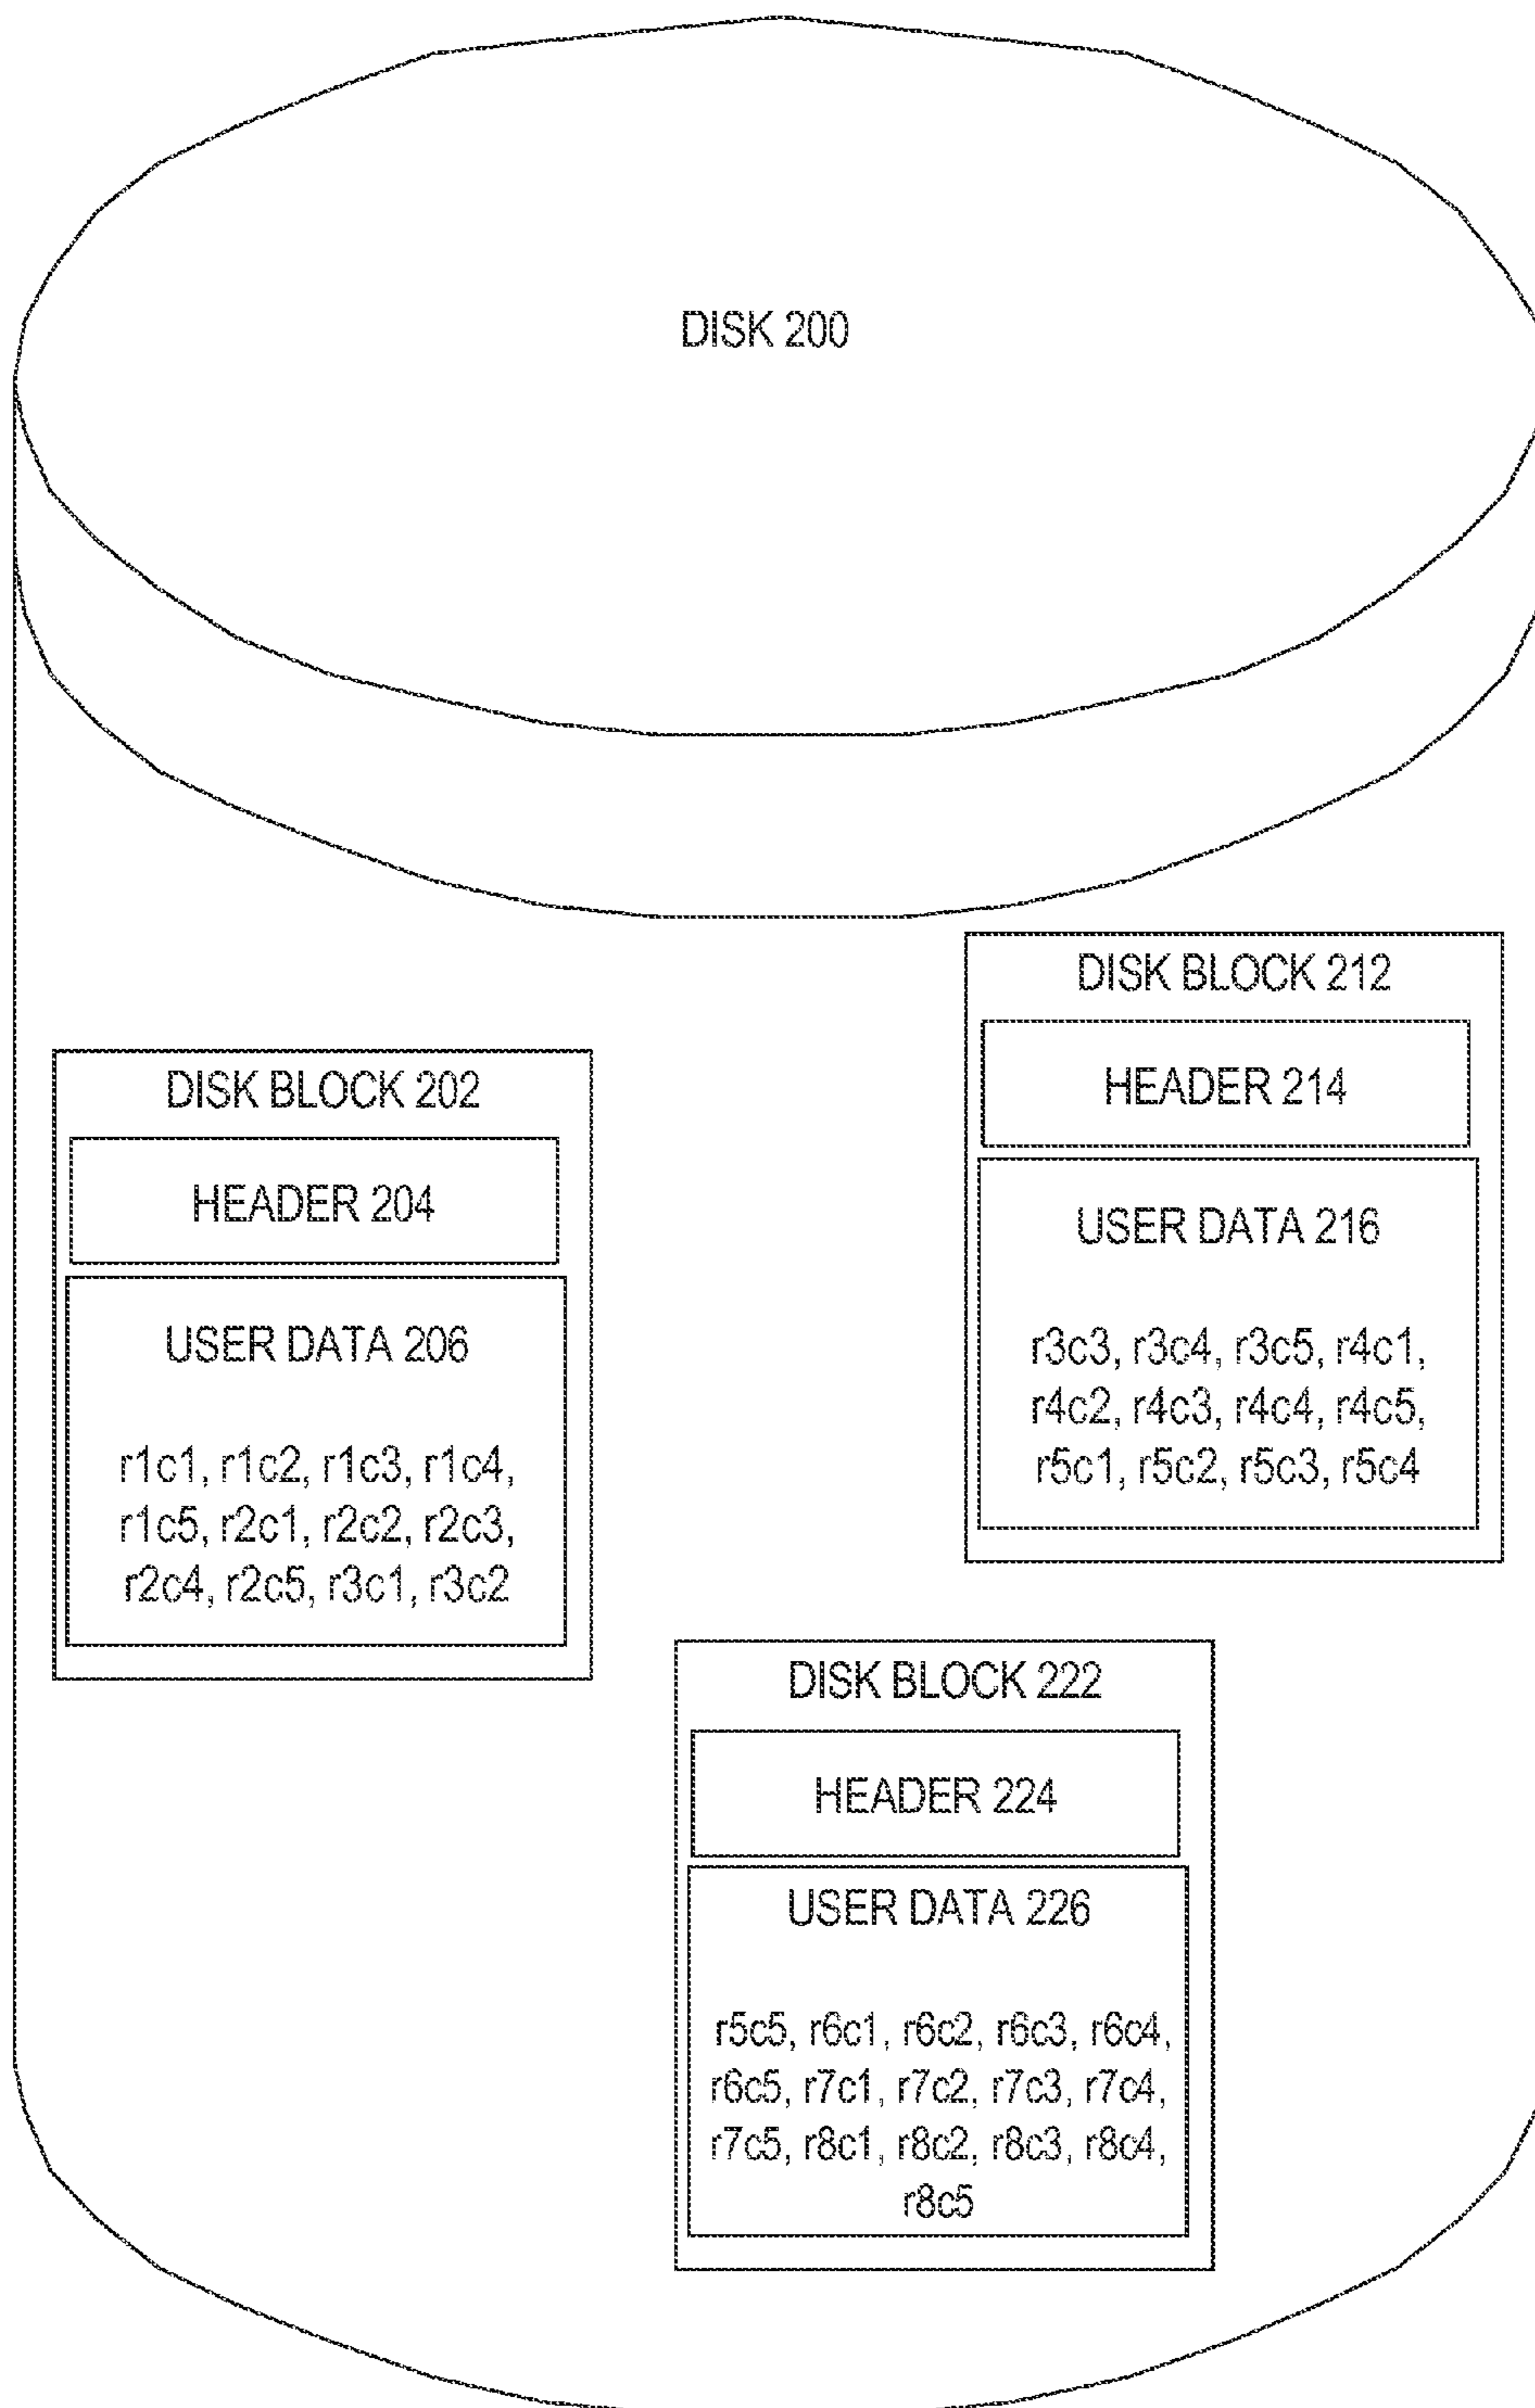 DISK 200
DISK BLOCK 202
HEADER 204
USER DATA 206
r1c1, r1c2, r1c3, r1c4,
r1c5, r2c1, r2c2, r2c3,
r2c4, r2c5, r3c1, r3c2
DISK BLOCK 212
HEADER 214
USER DATA 216
r3c3, r3c4, r3c5, r4c1,
r4c2, r4c3, r4c4, r4c5,
r5c1, r5c2, r5c3, r5c4
DISK BLOCK 222
HEADER 224
USER DATA 226
r5c5, r6c1, r6c2, r6c3, r6c4,
r6c5, r7c1, r7c2, r7c3, r7c4,
r7c5, r8c1, r8c2, r8c3, r8c4,
r8c5